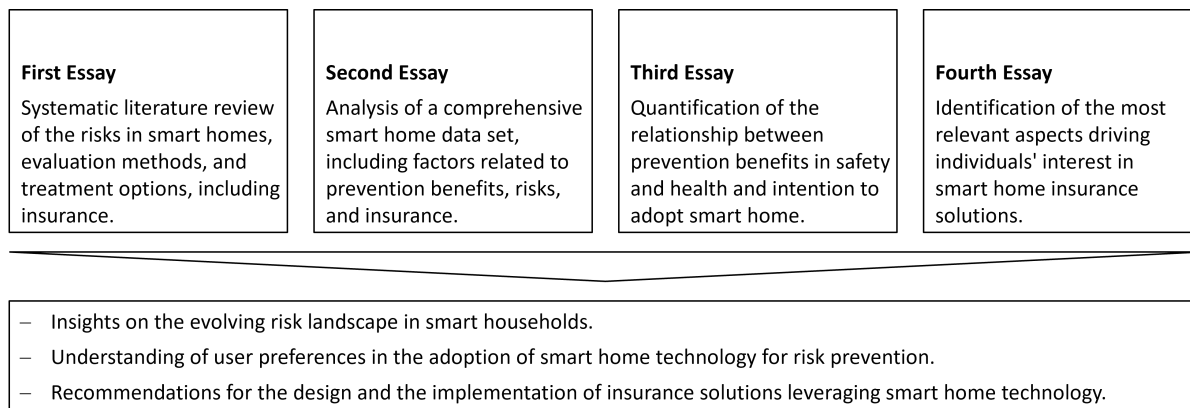 First Essay
Systematic literature review
of the risks in smart homes,
evaluation methods, and
treatment options, including
insurance.
Second Essay
Analysis of a comprehensive
smart home data set,
including factors related to
prevention benefits, risks,
and insurance.
Third Essay
Quantification of the
relationship between
prevention benefits in safety
and health and intention to
adopt smart home.
Fourth Essay
Identification of the most
relevant aspects driving
individuals' interest in
smart home insurance
solutions.
– Insights on the evolving risk landscape in smart households.
– Understanding of user preferences in the adoption of smart home technology for risk prevention.
– Recommendations for the design and the implementation of insurance solutions leveraging smart home technology.